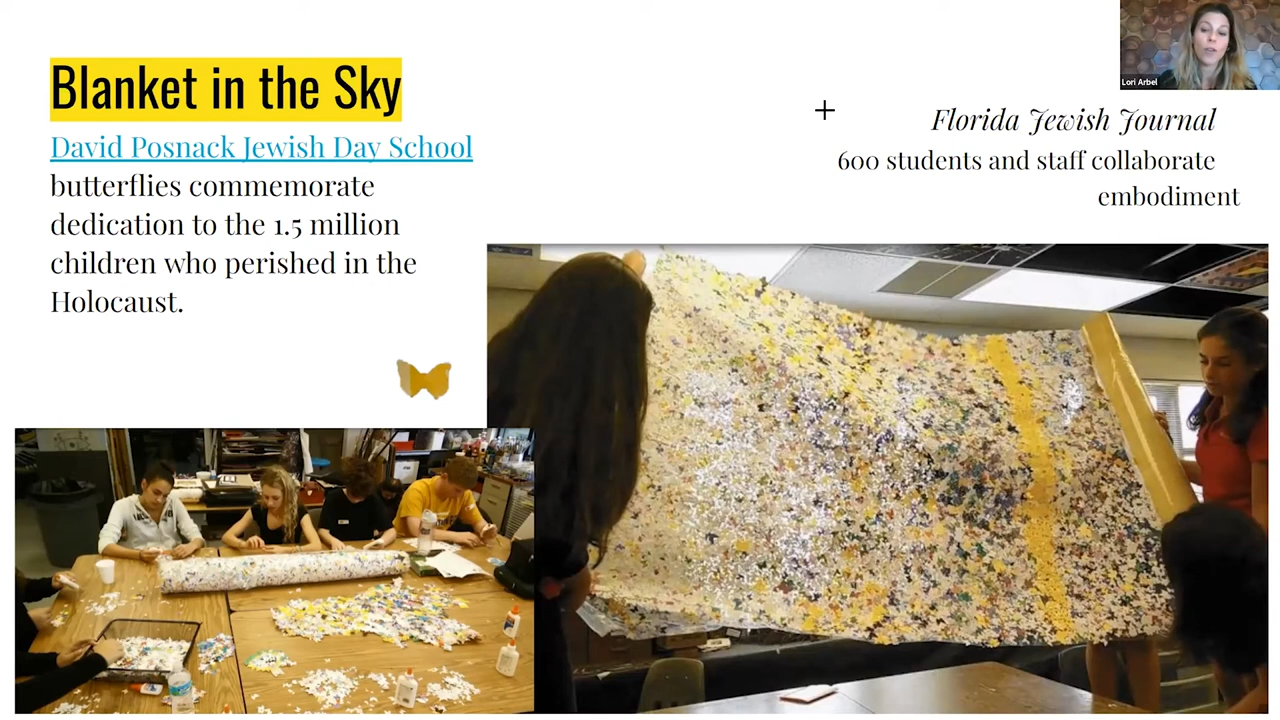 Blanket in the Sky
David Posnack Jewish Day School
butterflies commemorate
dedication to the 1.5 million
children who perished in the
Holocaust.
Lori Arbel
+
Florida Jewish Journal
600 students and staff collaborate
embodiment